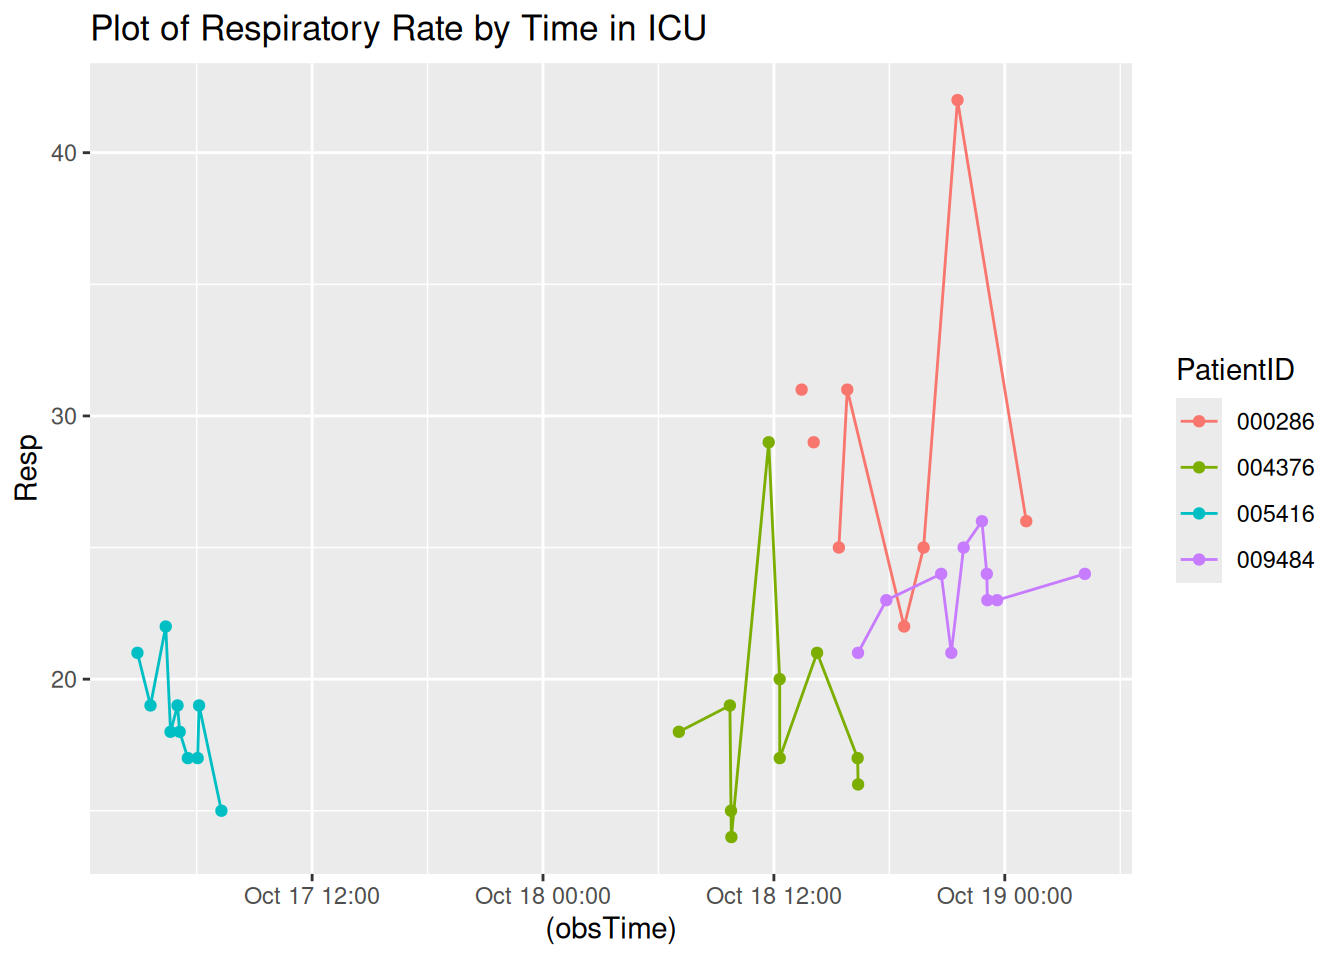 Plot of Respiratory Rate by Time in ICU
40
30
20
Resp
Oct 17 12:00
Oct 18 00:00
Oct 18 12:00
Oct 19 00:00
(obsTime)
PatientID
000286
004376
005416
009484